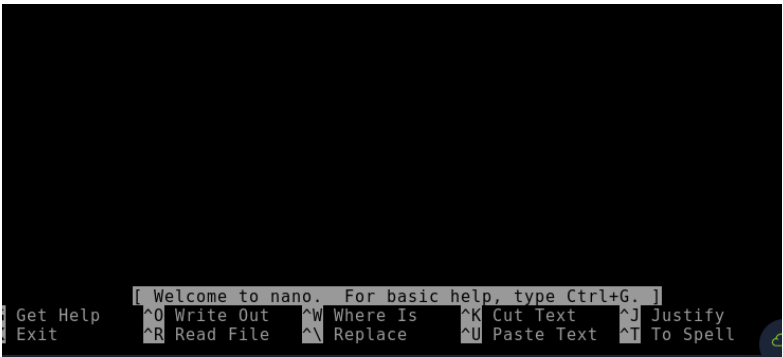 [ Welcome to nano.  For basic help, type Ctrl+G. ]
Get Help ^O Write Out ^W Where Is ^K Cut Text ^J Justify
Exit ^R Read File ^\ Replace ^U Paste Text ^T To Spell